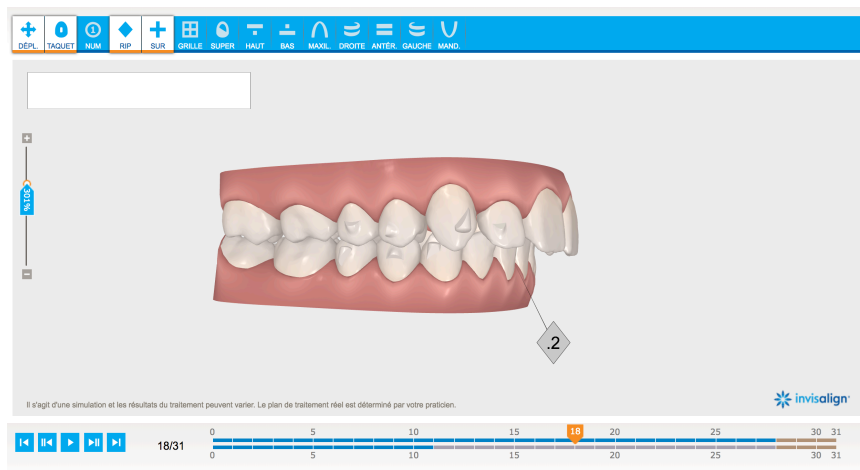 DÉPL. TAQUET NUM RIP SUR GRILLE SUPER HAUT BAS MAXIL. DROITE ANTÉR. GAUCHE MAND.
1
301%
.2
Il s'agit d'une simulation et les résultats du traitement peuvent varier. Le plan de traitement réel est déterminé par votre praticien.
invisalign
18/31
0 5 10 15 18 20 25 30 31
0 5 10 15 20 25 30 31